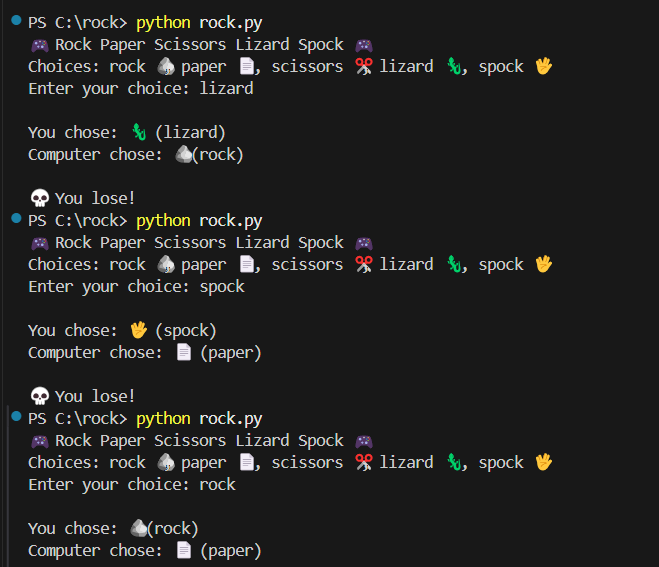 PS C:\rock> python rock.py
🎮 Rock Paper Scissors Lizard Spock 🎮
Choices: rock 🪨 paper 📄, scissors ✂️ lizard 🦎, spock 🖖
Enter your choice: lizard
You chose: 🦎 (lizard)
Computer chose: 🪨(rock)
💀 You lose!
PS C:\rock> python rock.py
🎮 Rock Paper Scissors Lizard Spock 🎮
Choices: rock 🪨 paper 📄, scissors ✂️ lizard 🦎, spock 🖖
Enter your choice: spock
You chose: 🖖 (spock)
Computer chose: 📄 (paper)
💀 You lose!
PS C:\rock> python rock.py
🎮 Rock Paper Scissors Lizard Spock 🎮
Choices: rock 🪨 paper 📄, scissors ✂️ lizard 🦎, spock 🖖
Enter your choice: rock
You chose: 🪨(rock)
Computer chose: 📄 (paper)